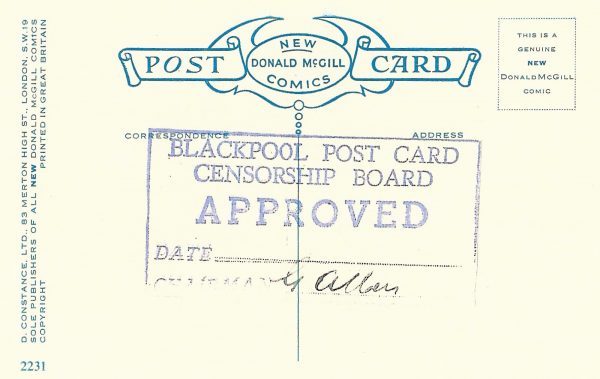 POST CARD
NEW
DONALD McGILL
COMICS
THIS IS A
GENUINE
NEW
DONALD McGILL
COMIC
CORRESPONDENCE
ADDRESS
BLACKPOOL POST CARD
CENSORSHIP BOARD
APPROVED
DATE
CHAIRMAN G Allen
D. CONSTANCE, LTD., 83 MERTON HIGH ST., LONDON, S.W.19
SOLE PUBLISHERS OF ALL NEW DONALD McGILL COMICS
COPYRIGHT PRINTED IN GREAT BRITAIN
2231